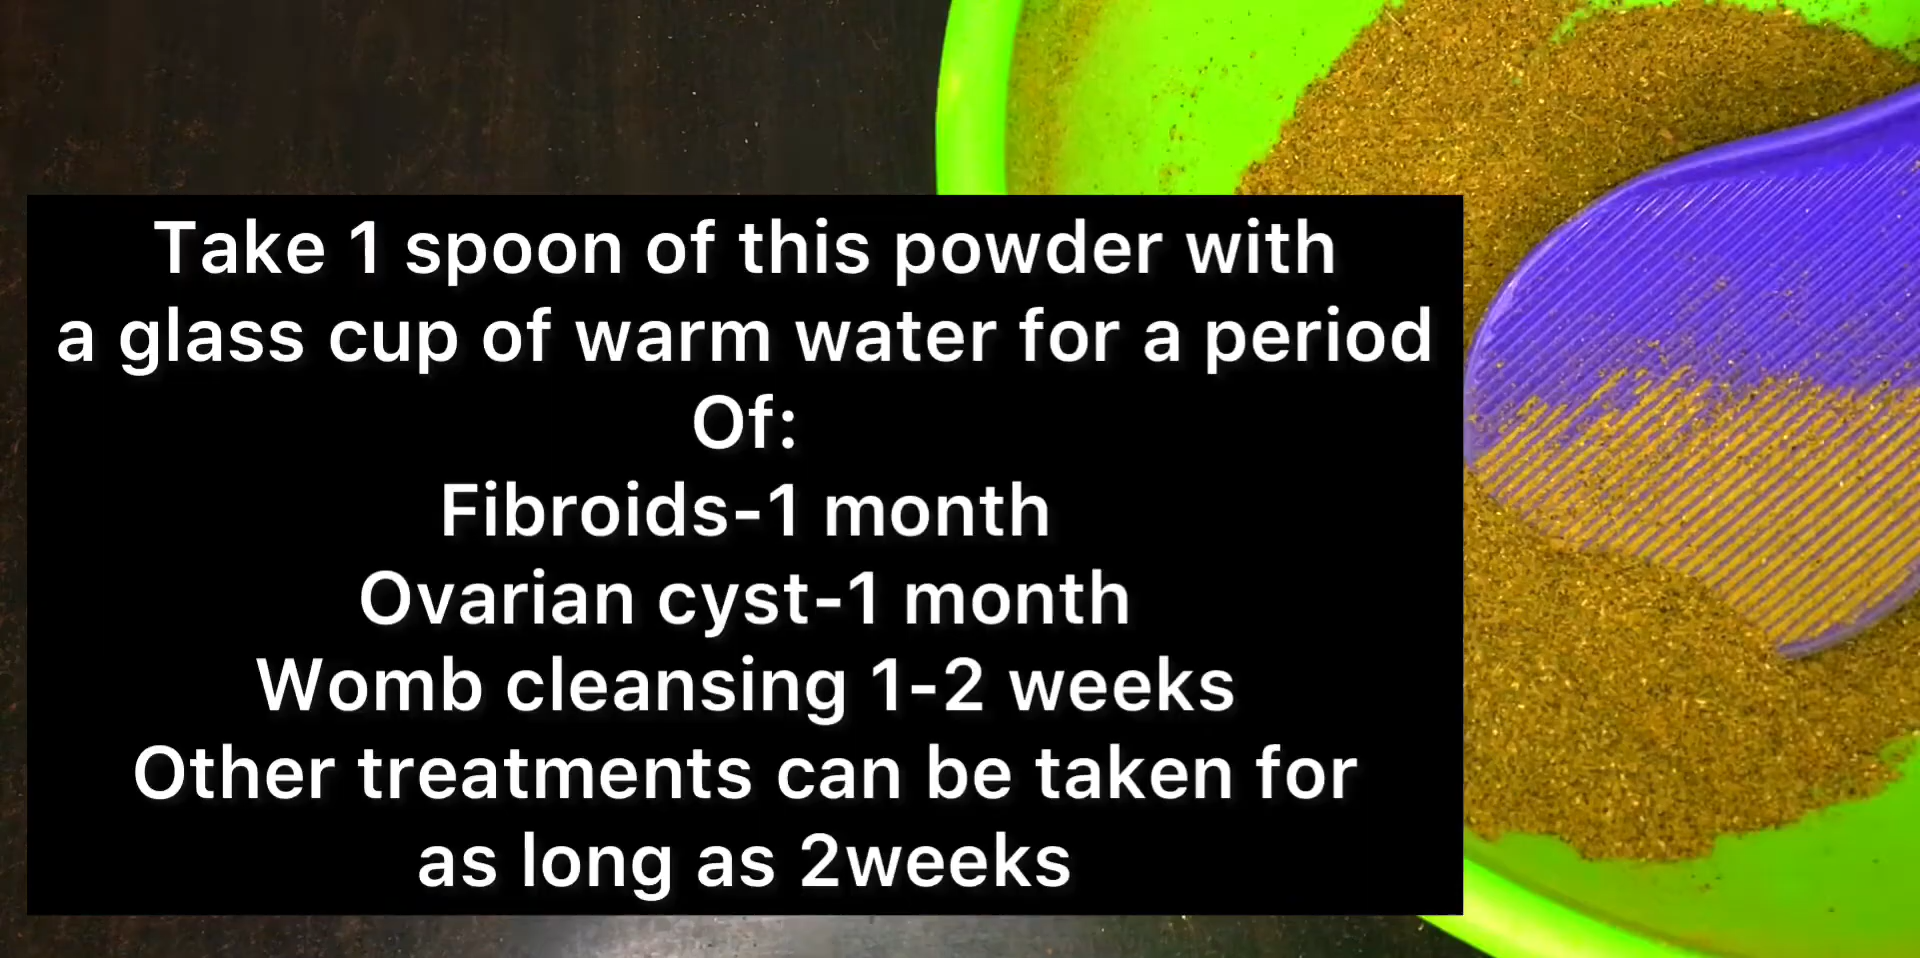 Take 1 spoon of this powder with
a glass cup of warm water for a period
Of:
Fibroids-1 month
Ovarian cyst-1 month
Womb cleansing 1-2 weeks
Other treatments can be taken for
as long as 2weeks